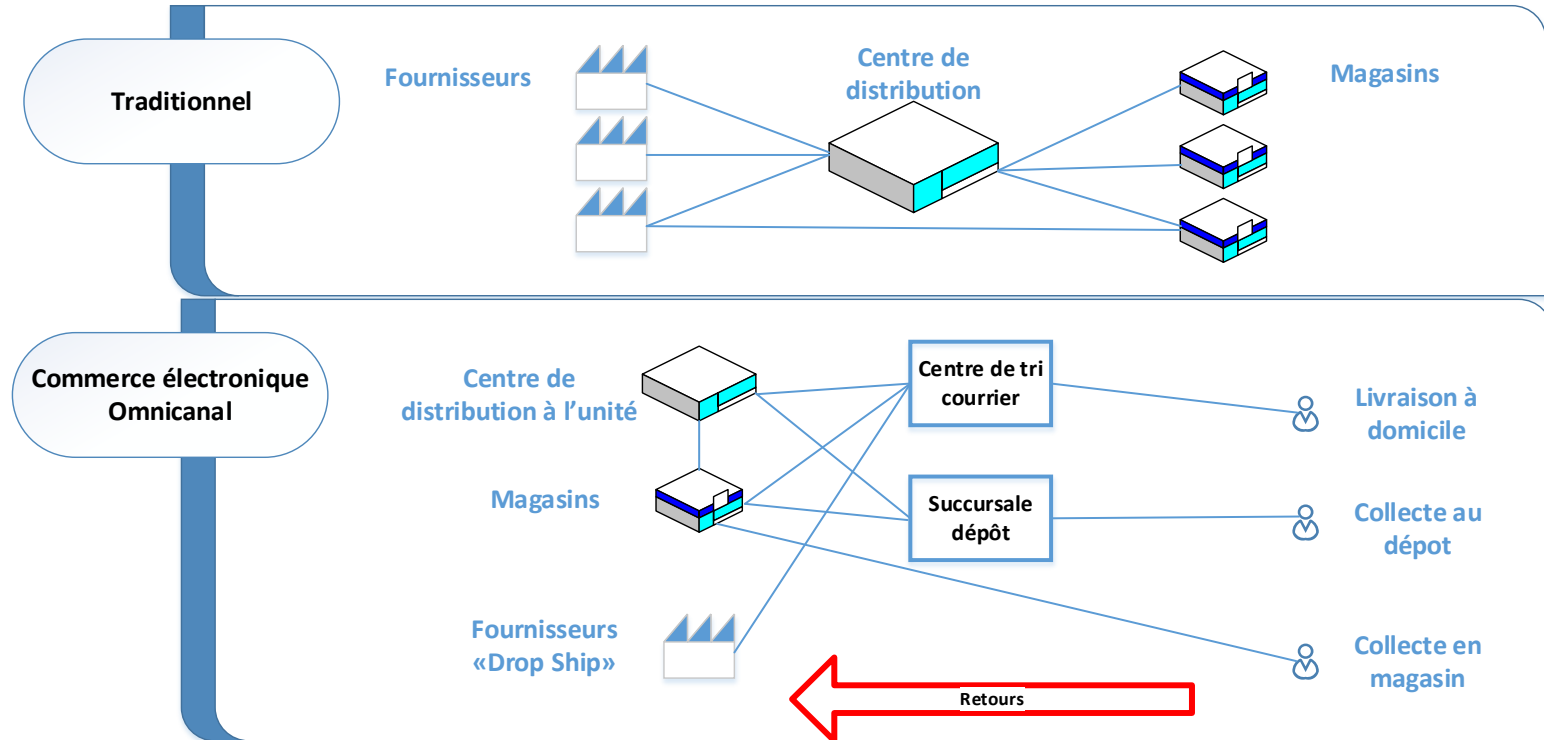 Traditionnel
Fournisseurs
Centre de
distribution
Magasins
Commerce électronique
Omnicanal
Centre de
distribution à l’unité
Magasins
Fournisseurs
«Drop Ship»
Centre de tri
courrier
Succursale
dépôt
Livraison à
domicile
Collecte au
dépot
Collecte en
magasin
Retours